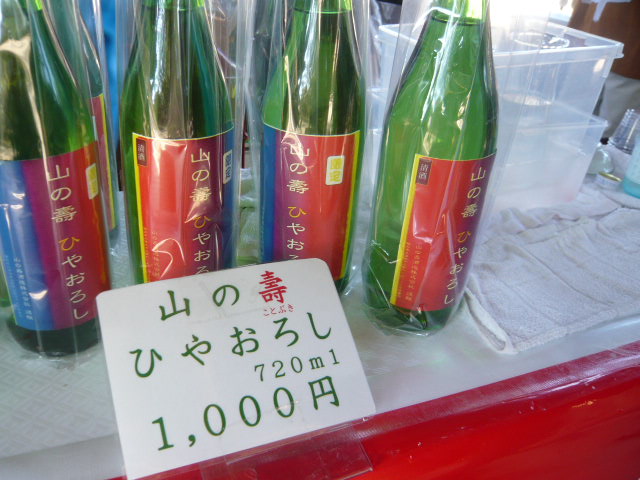 山の壽 ひやおろし
清酒
山の壽 ひやおろし
山の壽 ひやおろし
清酒
山の壽 ひやおろし
山の壽
ことぶき
ひやおろし
720ml
1,000円